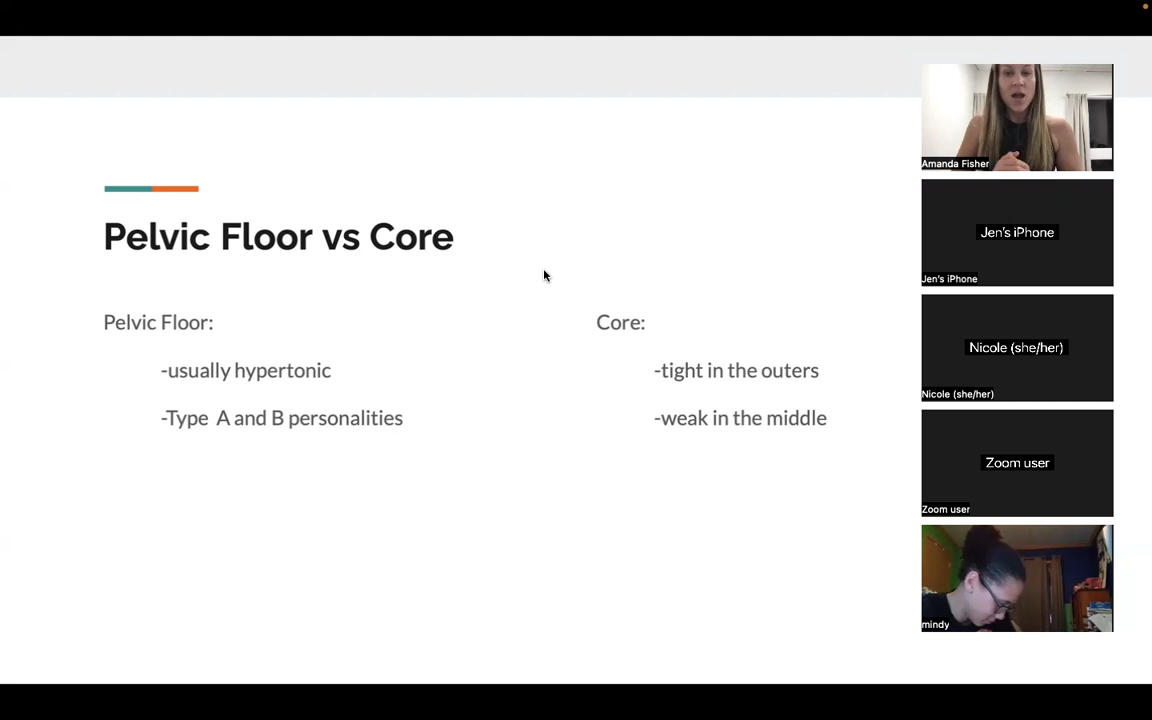 Pelvic Floor vs Core
Pelvic Floor:
-usually hypertonic
-Type  A and B personalities
Core:
-tight in the outers
-weak in the middle
Amanda Fisher
Jen's iPhone
Jen's iPhone
Nicole (she/her)
Nicole (she/her)
Zoom user
Zoom user
mindy